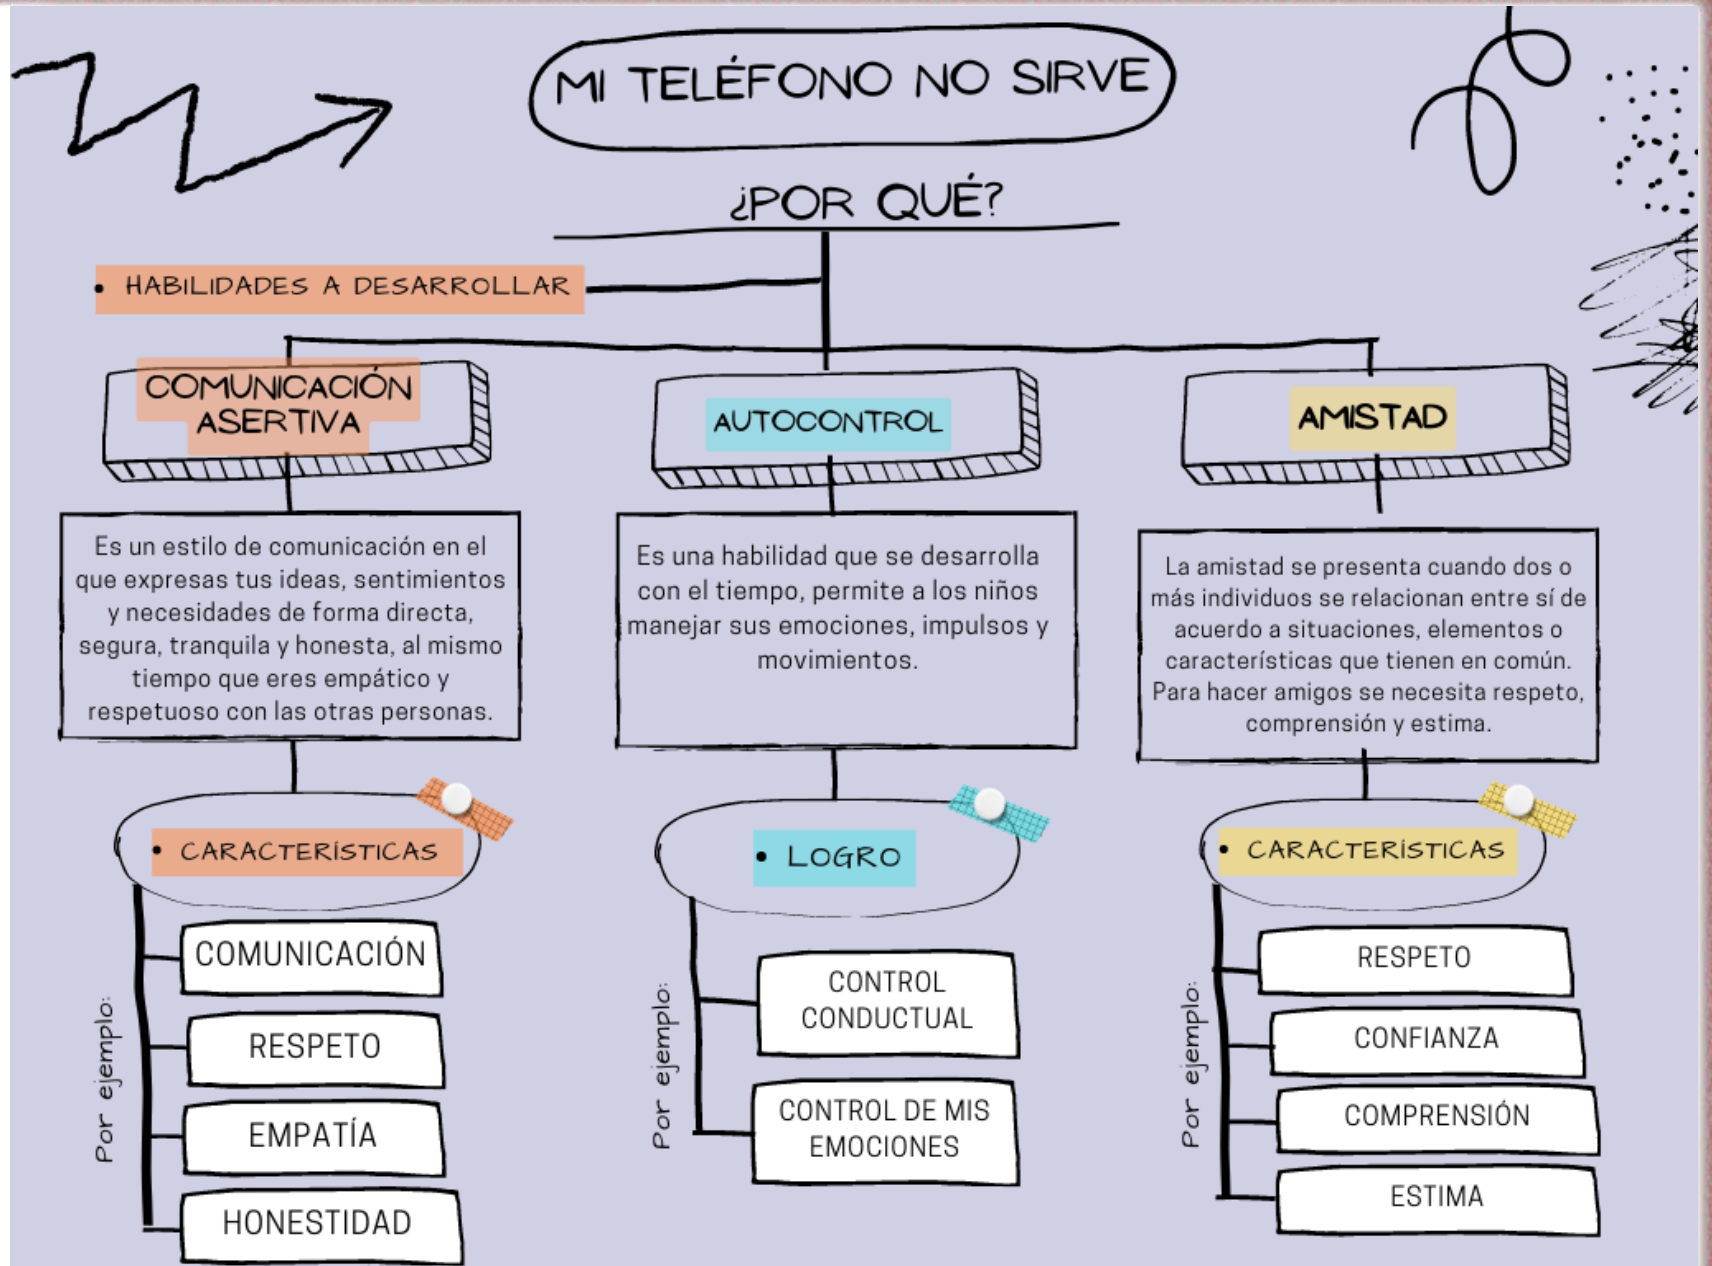 MI TELÉFONO NO SIRVE
¿POR QUÉ?
• HABILIDADES A DESARROLLAR
COMUNICACIÓN
ASERTIVA
Es un estilo de comunicación en el
que expresas tus ideas, sentimientos
y necesidades de forma directa,
segura, tranquila y honesta, al mismo
tiempo que eres empático y
respetuoso con las otras personas.
• CARACTERÍSTICAS
Por ejemplo:
COMUNICACIÓN
RESPETO
EMPATÍA
HONESTIDAD
AUTOCONTROL
Es una habilidad que se desarrolla
con el tiempo, permite a los niños
manejar sus emociones, impulsos y
movimientos.
• LOGRO
Por ejemplo:
CONTROL
CONDUCTUAL
CONTROL DE MIS
EMOCIONES
AMISTAD
La amistad se presenta cuando dos o
más individuos se relacionan entre sí de
acuerdo a situaciones, elementos o
características que tienen en común.
Para hacer amigos se necesita respeto,
comprensión y estima.
• CARACTERÍSTICAS
Por ejemplo:
RESPETO
CONFIANZA
COMPRENSIÓN
ESTIMA